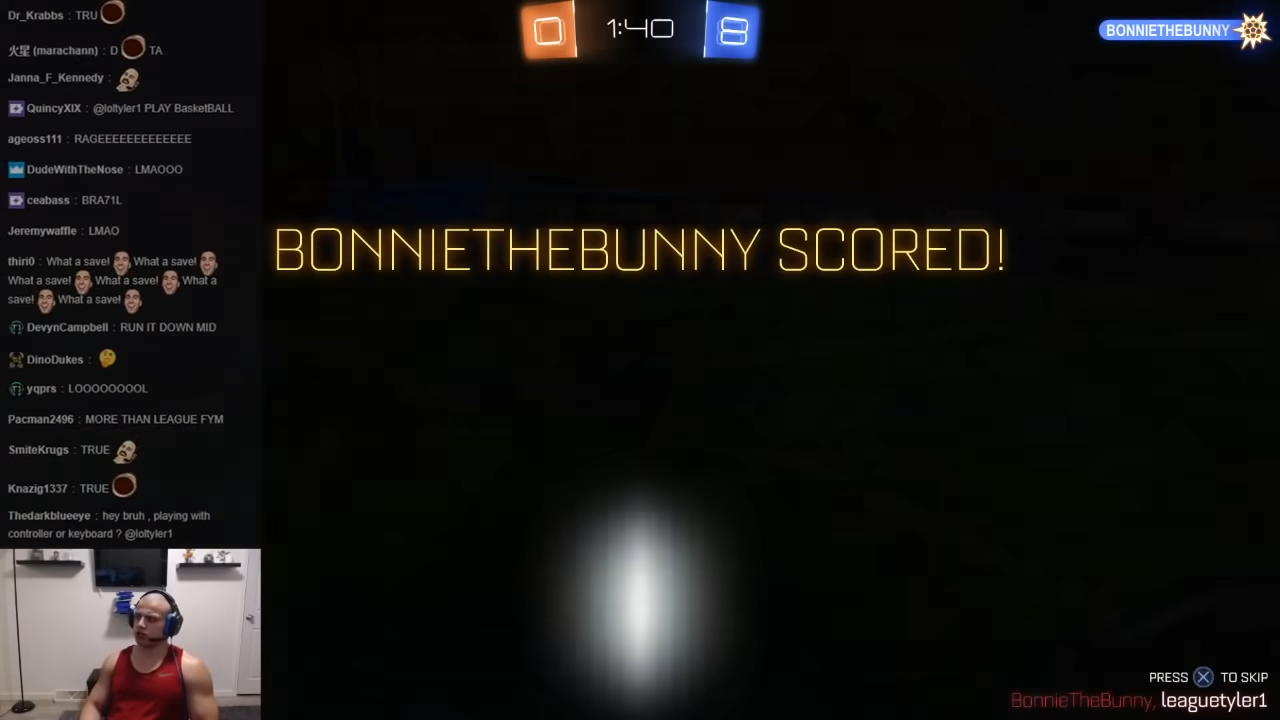 Dr_Krabbs : TRU
火星 (marachann) : D TA
Janna_F_Kennedy :
QuincyXIX : @loltyler1 PLAY BasketBALL
ageoss111 : RAGEEEEEEEEEEEEE
DudeWithTheNose : LMAOOO
ceabass : BRA71L
Jeremywaffle : LMAO
thiri0 : What a save! What a save!
What a save! What a save! What a
save! What a save!
DevynCampbell : RUN IT DOWN MID
DinoDukes :
yqprs : LOOOOOOOOL
Pacman2496 : MORE THAN LEAGUE FYM
SmiteKrugs : TRUE
Knazig1337 : TRUE
Thedarkblueeye : hey bruh , playing with
controller or keyboard ? @loltyler1
0 1:40 8
BONNIETHEBUNNY
BONNIETHEBUNNY SCORED!
PRESS X TO SKIP
BonnieTheBunny, leaguetyler1